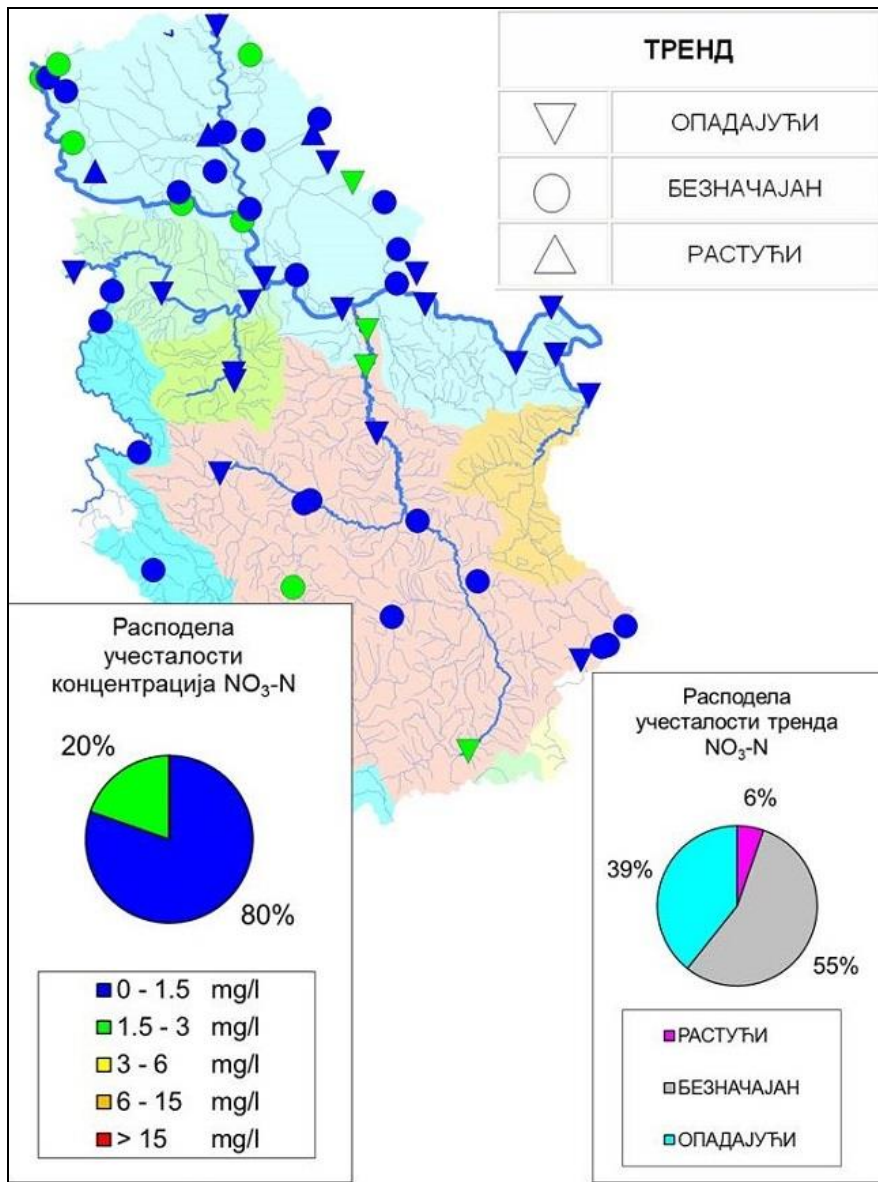 ТРЕНД
ОПАДАЈУЋИ
БЕЗНАЧАЈАН
РАСТУЋИ
Расподела
учесталости
концентрација NO₃-N
20%
80%
0 - 1.5 mg/l
1.5 - 3 mg/l
3 - 6 mg/l
6 - 15 mg/l
> 15 mg/l
Расподела
учесталости тренда
NO₃-N
6%
39%
55%
РАСТУЋИ
БЕЗНАЧАЈАН
ОПАДАЈУЋИ